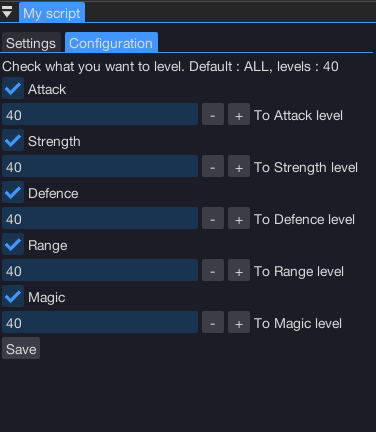 My script
Settings Configuration
Check what you want to level. Default : ALL, levels : 40
Attack
40 - + To Attack level
Strength
40 - + To Strength level
Defence
40 - + To Defence level
Range
40 - + To Range level
Magic
40 - + To Magic level
Save